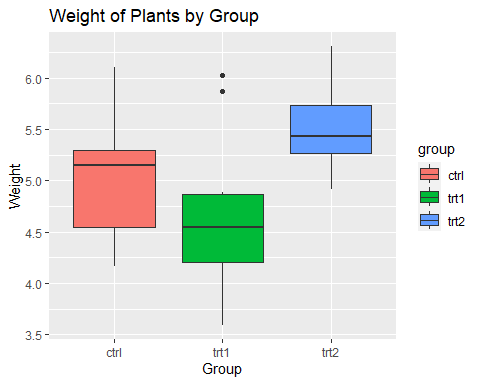 Weight of Plants by Group
Weight
6.0
5.5
5.0
4.5
4.0
3.5
ctrl
trt1
trt2
Group
group
ctrl
trt1
trt2